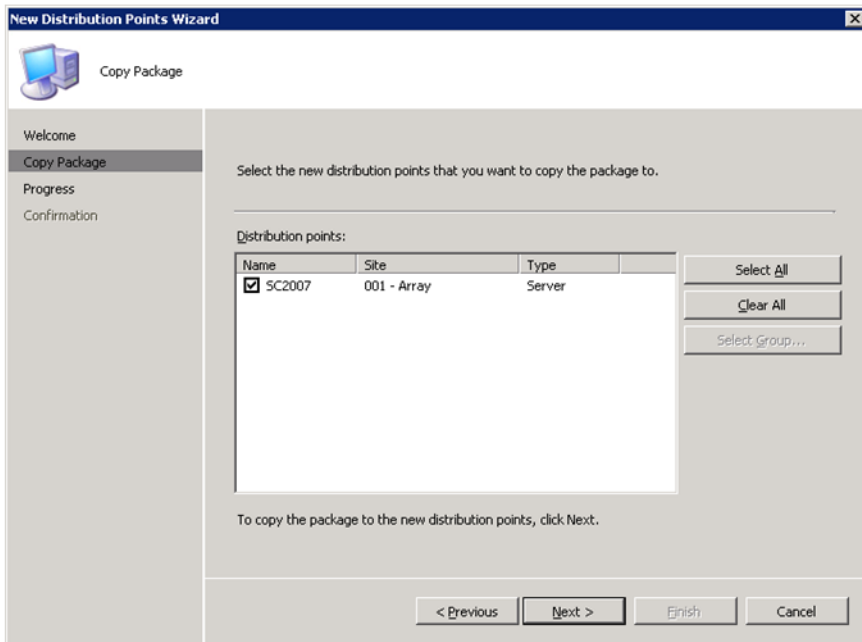 New Distribution Points Wizard
Copy Package
Welcome
Copy Package
Progress
Confirmation
Select the new distribution points that you want to copy the package to.
Distribution points:
Name Site Type
SC2007 001 - Array Server
Select All
Clear All
Select Group...
To copy the package to the new distribution points, click Next.
< Previous Next > Finish Cancel